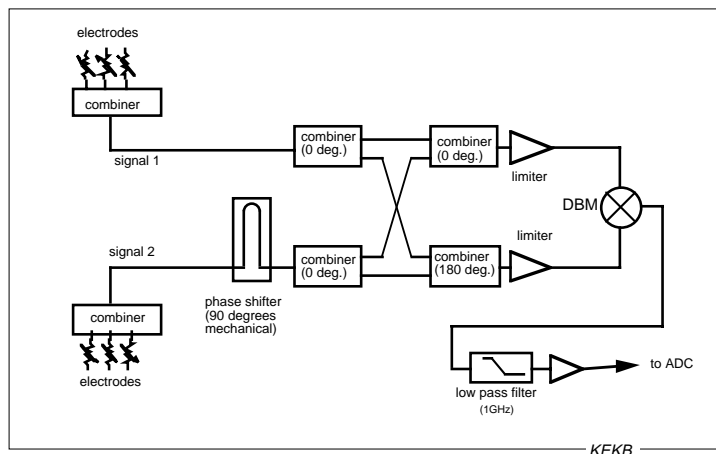 electrodes
combiner
signal 1
combiner
(0 deg.)
combiner
(0 deg.)
limiter
DBM
signal 2
phase shifter
(90 degrees
mechanical)
combiner
(0 deg.)
combiner
(180 deg.)
limiter
combiner
electrodes
low pass filter
(1GHz)
to ADC
KEKB